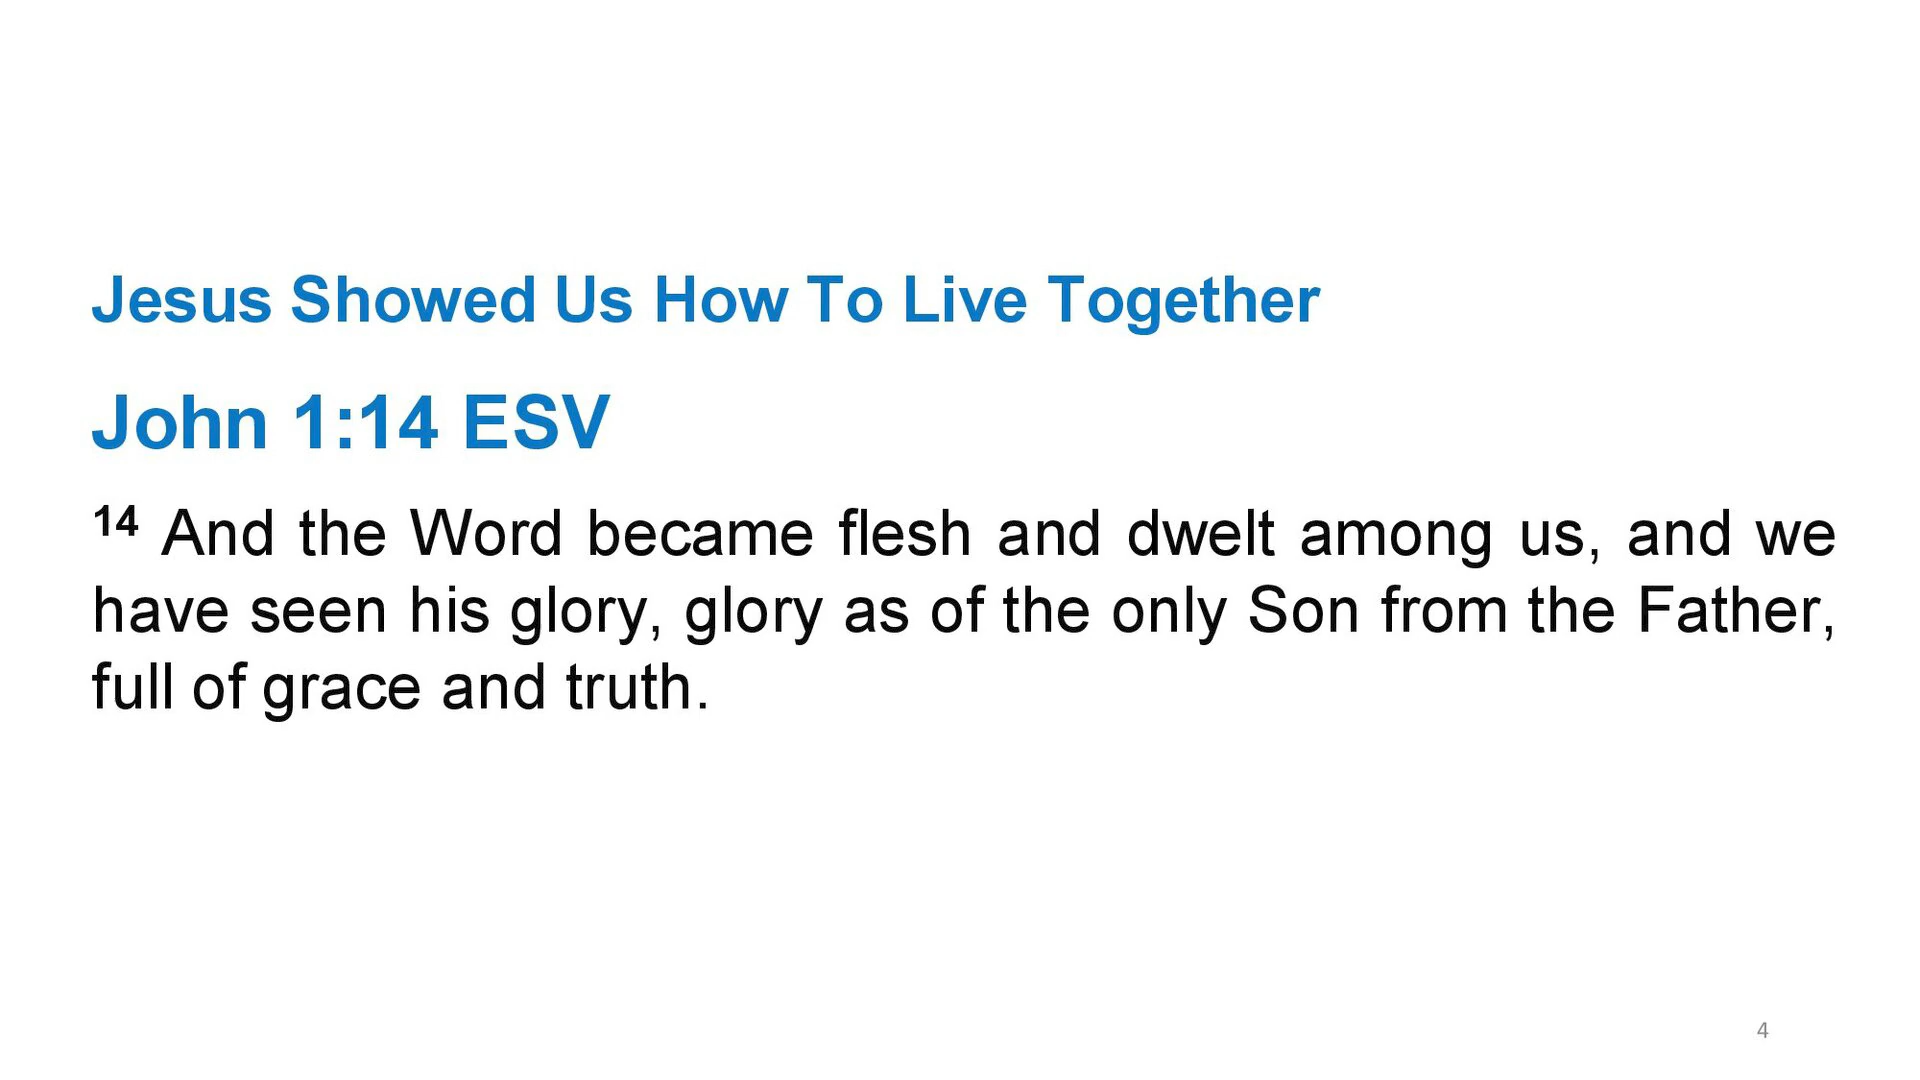 Jesus Showed Us How To Live Together
John 1:14 ESV
14 And the Word became flesh and dwelt among us, and we
have seen his glory, glory as of the only Son from the Father,
full of grace and truth.
4